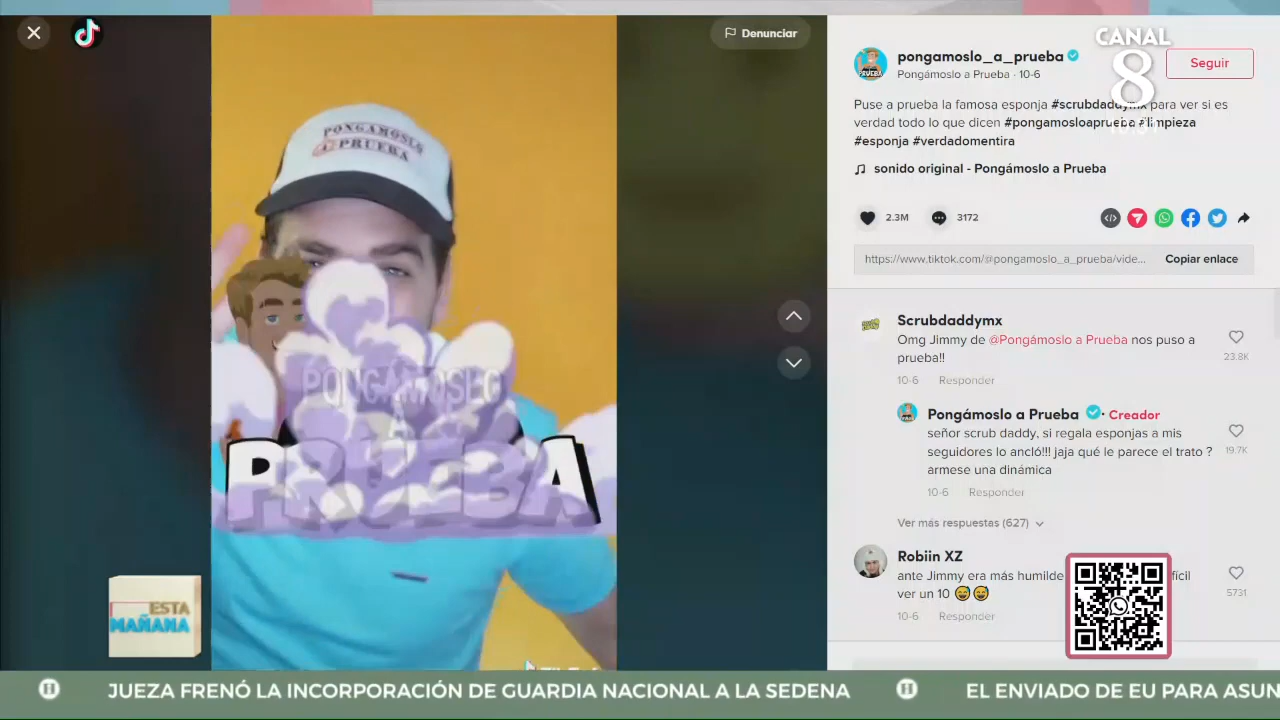 Denunciar
PONGAMOSLO
A PRUEBA
PONGAMOSLO
PRUEBA
ESTA
MAÑANA
CANAL
8
pongamoslo_a_prueba
Seguir
Pongámoslo a Prueba · 10-6
Puse a prueba la famosa esponja #scrubdaddymx para ver si es
verdad todo lo que dicen #pongamosloaprueba #limpieza
#esponja #verdadomentira
sonido original - Pongámoslo a Prueba
2.3M
3172
https://www.tiktok.com/@pongamoslo_a_prueba/vide...
Copiar enlace
Scrubdaddymx
Omg Jimmy de @Pongámoslo a Prueba nos puso a
prueba!!
23.8K
10-6 Responder
Pongámoslo a Prueba · Creador
señor scrub daddy, si regala esponjas a mis
seguidores lo ancló!!! jaja qué le parece el trato ?
armese una dinámica
19.7K
10-6 Responder
Ver más respuestas (627)
Robiin XZ
ante Jimmy era más humilde
ver un 10
5731
10-6 Responder
JUEZA FRENÓ LA INCORPORACIÓN DE GUARDIA NACIONAL A LA SEDENA
EL ENVIADO DE EU PARA ASUN